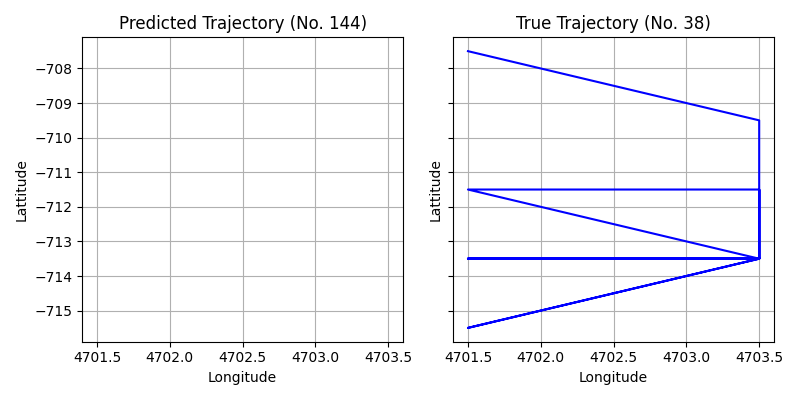 Predicted Trajectory (No. 144)
True Trajectory (No. 38)
−708
−709
−710
−711
−712
−713
−714
−715
Lattitude
Lattitude
4701.5 4702.0 4702.5 4703.0 4703.5
4701.5 4702.0 4702.5 4703.0 4703.5
Longitude
Longitude